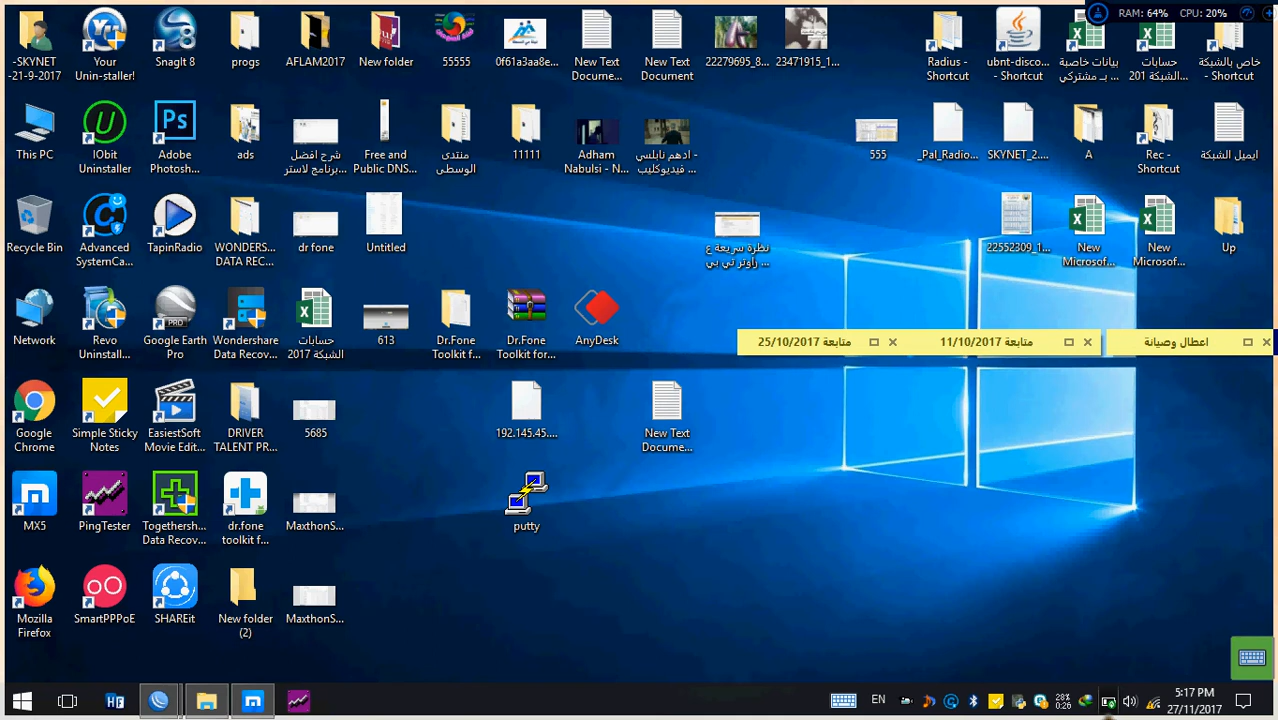 RAM: 64% CPU: 20%
-SKYNET
-21-9-2017
Your
Unin-staller!
SnagIt 8
progs
AFLAM2017
New folder
55555
0f61a3aa8e...
New Text
Docume...
New Text
Document
22279695_8...
23471915_1...
Radius -
Shortcut
ubnt-disco...
- Shortcut
بيانات خاصبة
بـ مشتركي...
حسابات
الشبكة 201...
خاص بالشبكة
- Shortcut
This PC
IObit
Uninstaller
Adobe
Photosh...
ads
شرح افضل
برنامج لاستر...
Free and
Public DNS...
منتدى
الوسطى
11111
Adham
Nabulsi - N...
ادهم نابلسي -
فيديوكليب ...
555
_Pal_Radio...
SKYNET_2....
A
Rec -
Shortcut
ايميل الشبكة
Recycle Bin
Advanced
SystemCa...
TapinRadio
WONDERS...
DATA REC...
dr fone
Untitled
نظرة سريعة ع
راوتر تي بي ...
22552309_1...
New
Microsof...
New
Microsof...
Up
Network
Revo
Uninstall...
Google Earth
Pro
Wondershare
Data Recov...
حسابات
الشبكة 2017
613
Dr.Fone
Toolkit f...
Dr.Fone
Toolkit for...
AnyDesk
متابعة 25/10/2017
متابعة 11/10/2017
اعطال وصيانة
Google
Chrome
Simple Sticky
Notes
EasiestSoft
Movie Edit...
DRIVER
TALENT PR...
5685
192.145.45....
New Text
Docume...
MX5
PingTester
Togethersh...
Data Recov...
dr.fone
toolkit f...
MaxthonS...
putty
Mozilla
Firefox
SmartPPPoE
SHAREit
New folder
(2)
MaxthonS...
EN
28%
0:26
5:17 PM
27/11/2017